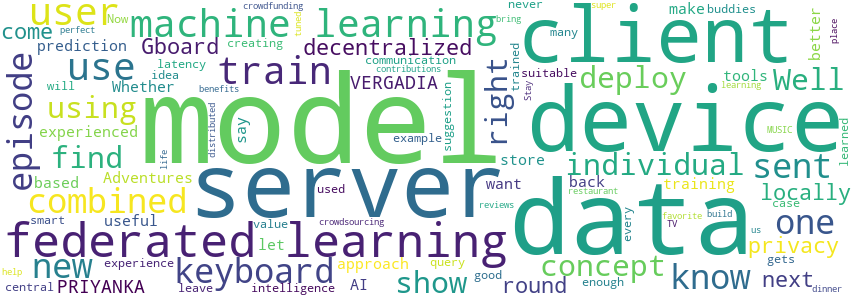 user
machine learning
crowdfunding
Now
tuned
perfect
never
super
bring
make
buddies
client
many
better
place
come
prediction
Gboard
creating
decentralized
latency
idea
communication
contributions
use
train
will
Whether
VERGADIA
right
trained
suitable
Stay
deploy
tools
Well
episode
using
experienced
life
distributed
benefits
say
model
example
suggestion
device
MUSIC
learned
find
based
Adventures
store
individual
sent
combined
server
used
want
back
training
locally
smart
useful
value
crowdsourcing
reviews
restaurant
data
every
favorite
TV
build
us
case
one
federated learning
let
round
concept
privacy
new
experience
keyboard
approach
query
good
enough
know
gets
next
help
central
PRIYANKA
leave
intelligence
AI
show
learning
dinner